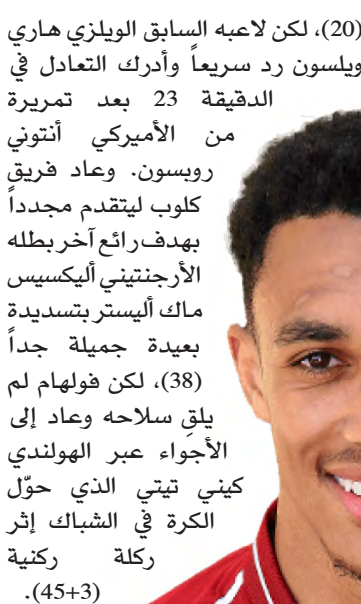 (20)، لكن لاعبه السابق الويلزي هاري
ويلسون رد سريعاً وأدرك التعادل في
الدقيقة 23 بعد تمريرة
من الأميركي أنتوني
روبسون. وعاد فريق
كلوب ليتقدم مجدداً
بهدف رائع آخر بطله
الأرجنتيني أليكسيس
ماك أليستر بتسديدة
بعيدة جميلة جداً
(38)، لكن فولهام لم
يلقِ سلاحه وعاد إلى
الأجواء عبر الهولندي
كيني تيتي الذي حوّل
الكرة في الشباك إثر
ركلة ركنية
(3+45).